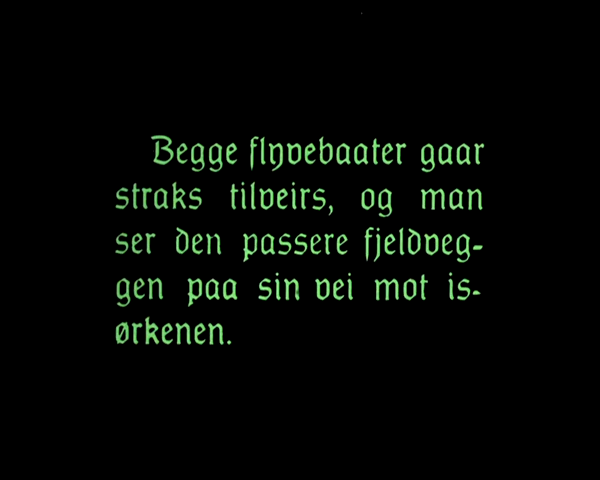 Begge flyvebaater gaar
straks tilveirs, og man
ser den passere fjeldveg-
gen paa sin vei mot is-
ørkenen.